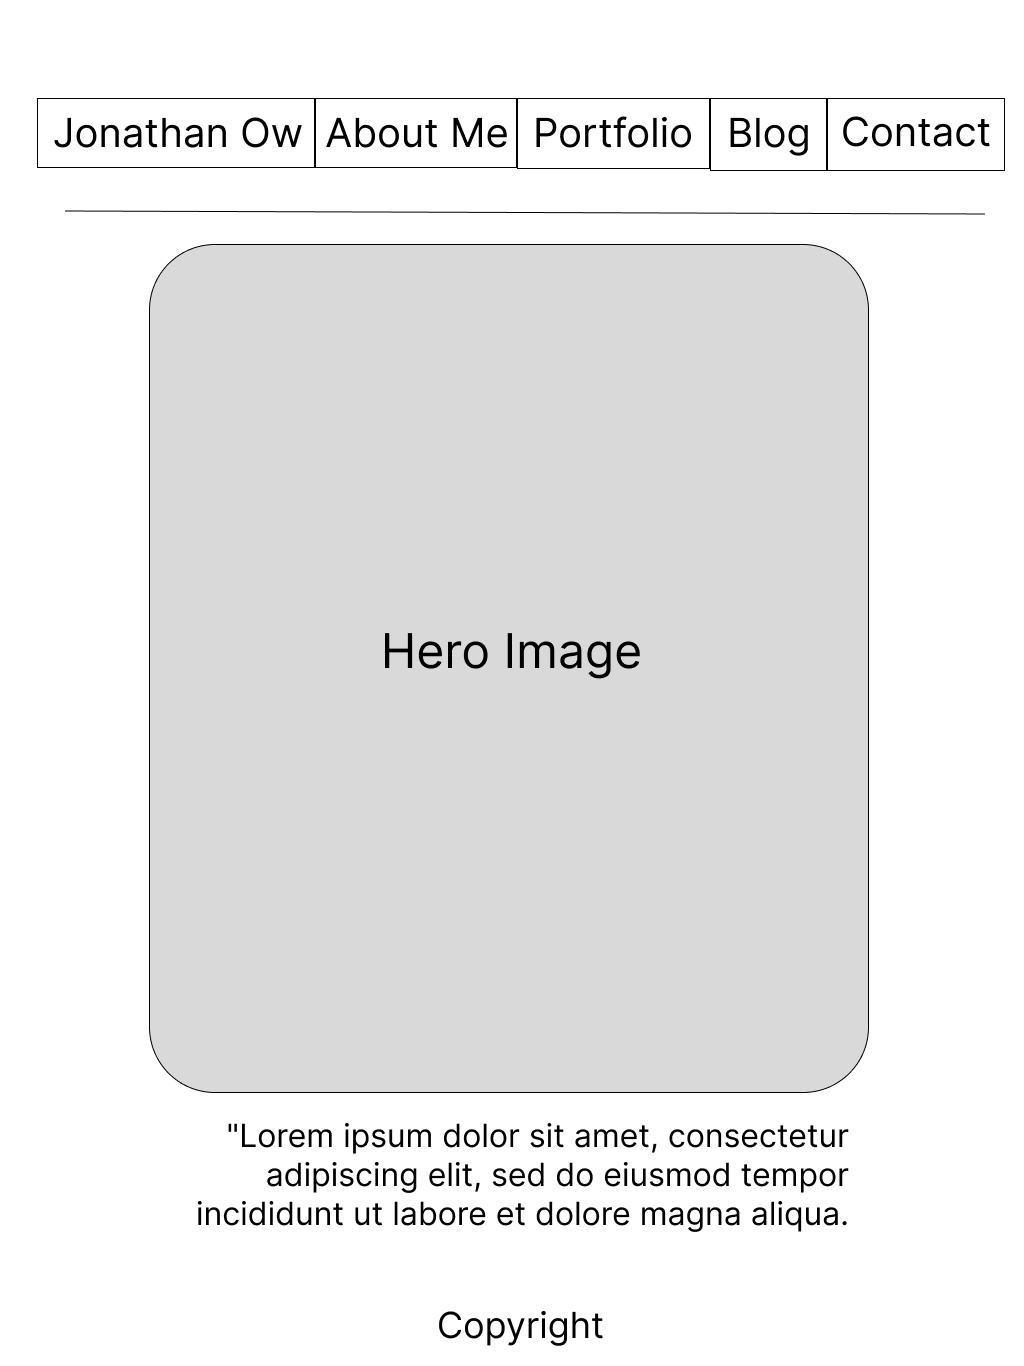 Jonathan Ow About Me Portfolio Blog Contact
Hero Image
"Lorem ipsum dolor sit amet, consectetur
adipiscing elit, sed do eiusmod tempor
incididunt ut labore et dolore magna aliqua.
Copyright